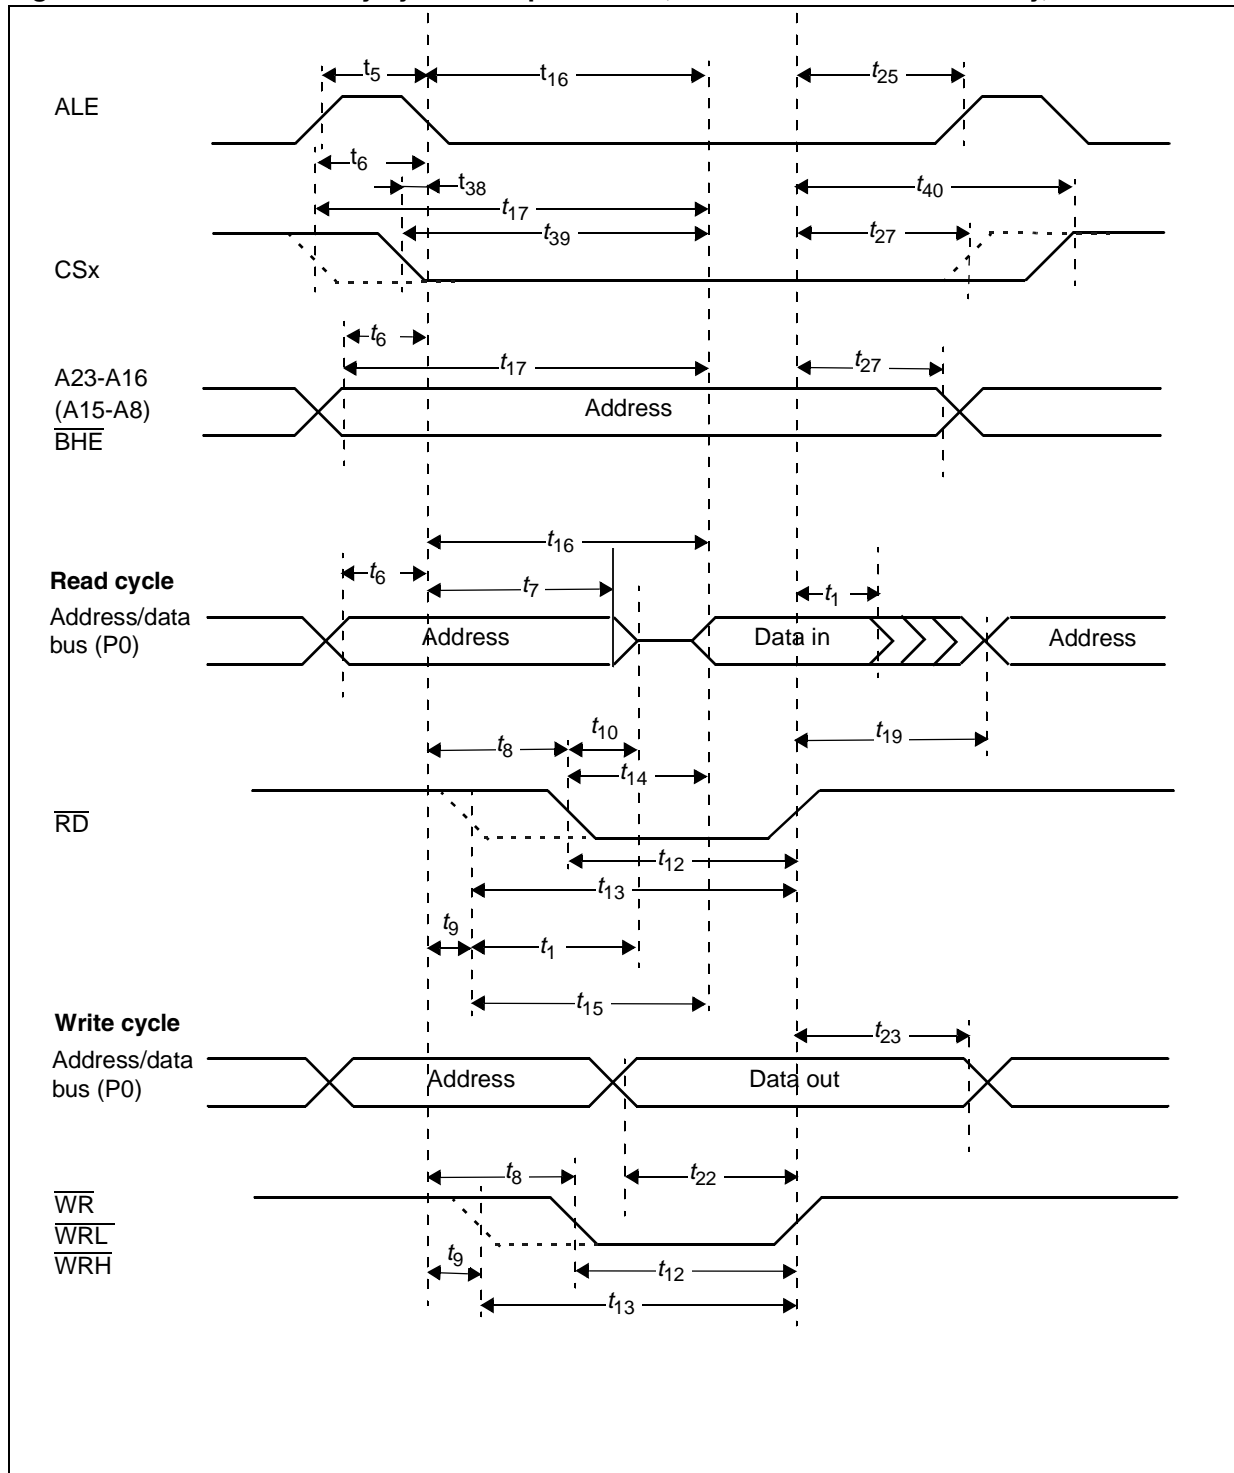 t5
t16
t25
ALE
t6
t38
t40
t17
t39
t27
CSx
t6
t17
t27
A23-A16
(A15-A8)
BHE
Address
t16
Read cycle
t6
t7
t1
Address/data
bus (P0)
Address
Data in
Address
t10
t8
t19
t14
RD
t12
t13
t9
t1
t15
Write cycle
t23
Address/data
bus (P0)
Address
Data out
t8
t22
WR
WRL
WRH
t9
t12
t13